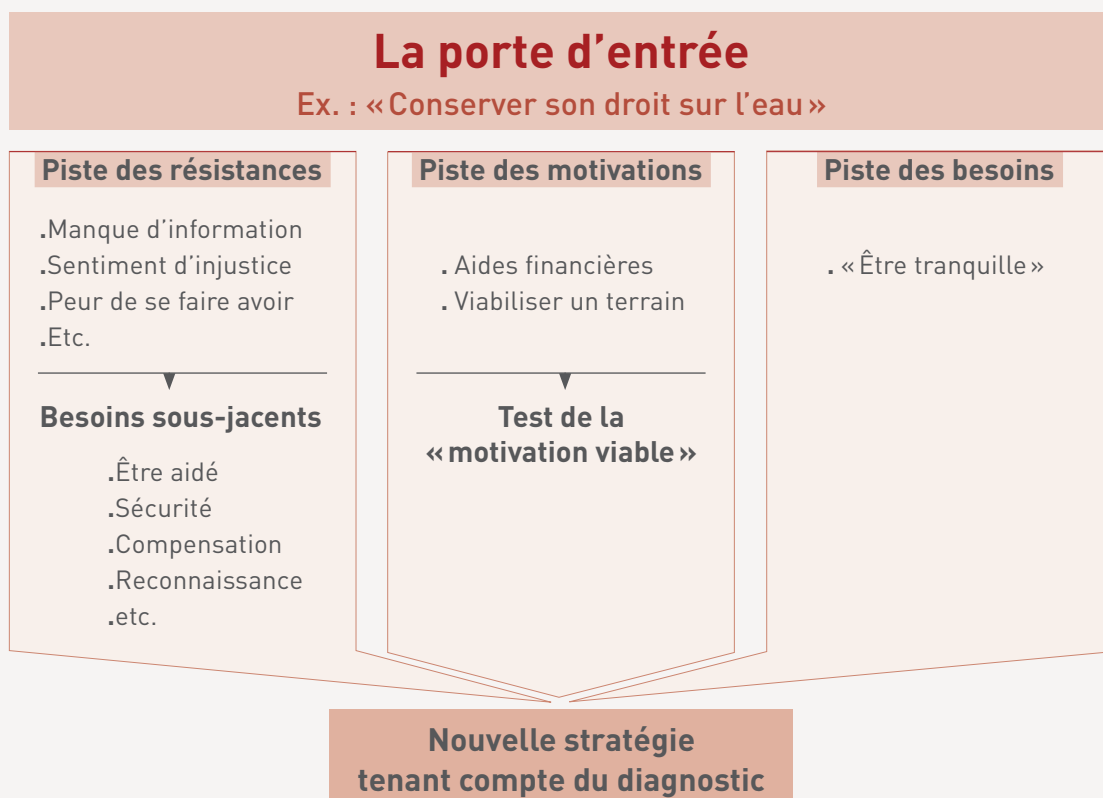 La porte d’entrée
Ex. : «Conserver son droit sur l’eau»
Piste des résistances
.Manque d’information
.Sentiment d’injustice
.Peur de se faire avoir
.Etc.
Besoins sous-jacents
.Être aidé
.Sécurité
.Compensation
.Reconnaissance
.etc.
Piste des motivations
. Aides financières
. Viabiliser un terrain
Test de la
«motivation viable»
Piste des besoins
. «Être tranquille»
Nouvelle stratégie
tenant compte du diagnostic